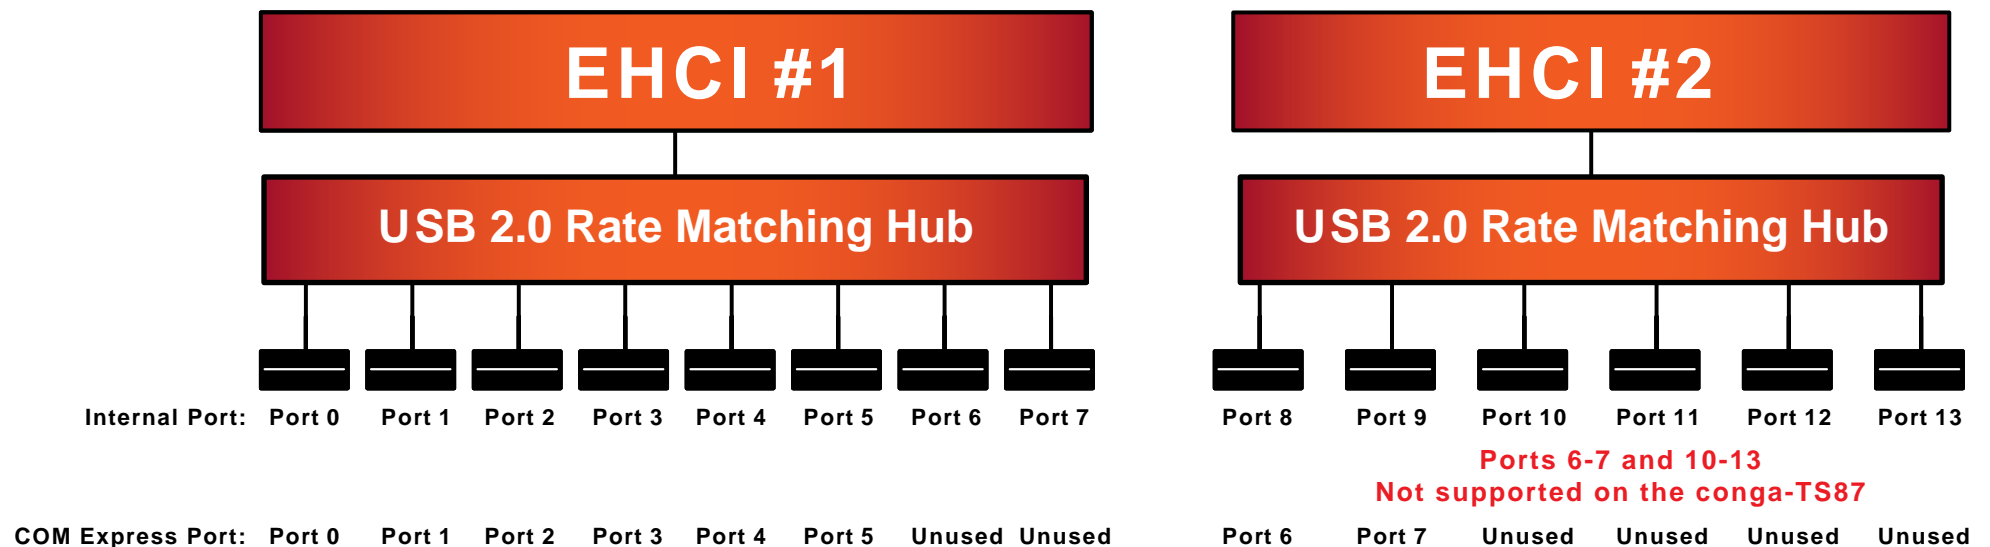 EHCI #1 EHCI #2
USB 2.0 Rate Matching Hub USB 2.0 Rate Matching Hub
Internal Port: Port 0 Port 1 Port 2 Port 3 Port 4 Port 5 Port 6 Port 7 Port 8 Port 9 Port 10 Port 11 Port 12 Port 13
Ports 6-7 and 10-13
Not supported on the conga-TS87
COM Express Port: Port 0 Port 1 Port 2 Port 3 Port 4 Port 5 Unused Unused Port 6 Port 7 Unused Unused Unused Unused